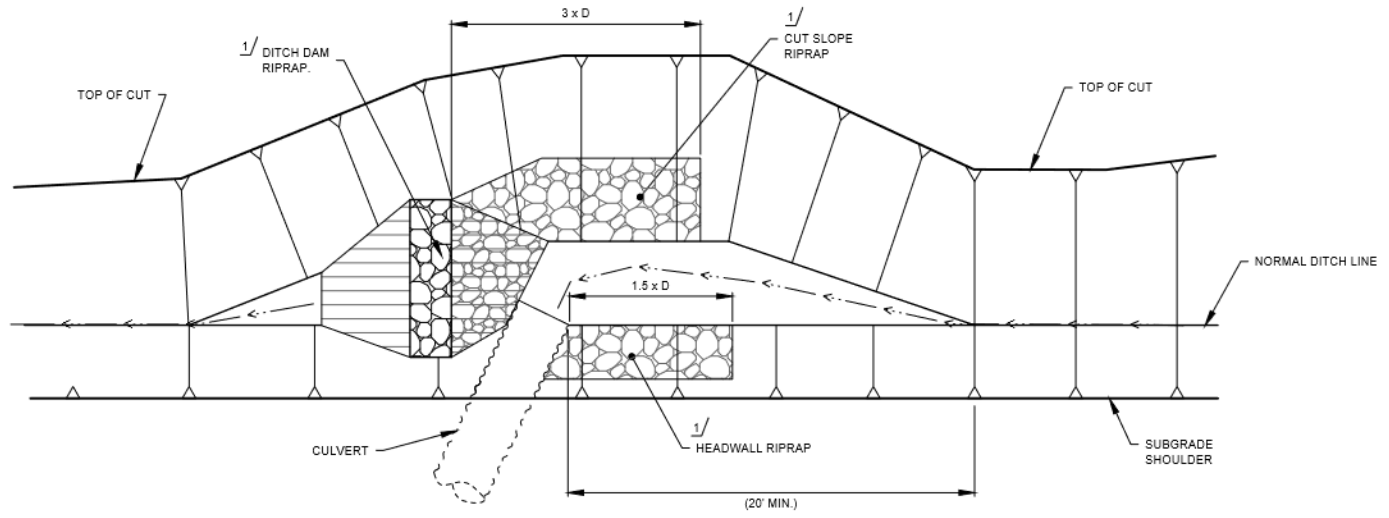 3 x D
1/
CUT SLOPE
RIPRAP
1/ DITCH DAM
RIPRAP.
TOP OF CUT
TOP OF CUT
NORMAL DITCH LINE
1.5 x D
CULVERT
1/
HEADWALL RIPRAP
SUBGRADE
SHOULDER
(20' MIN.)